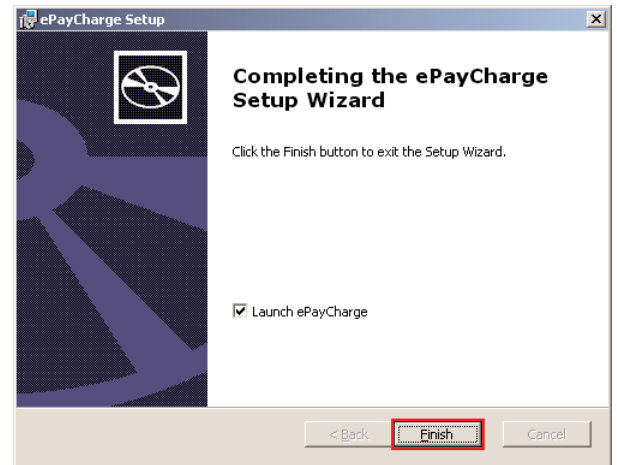 ePayCharge Setup
Completing the ePayCharge
Setup Wizard
Click the Finish button to exit the Setup Wizard.
Launch ePayCharge
< Back
Finish
Cancel